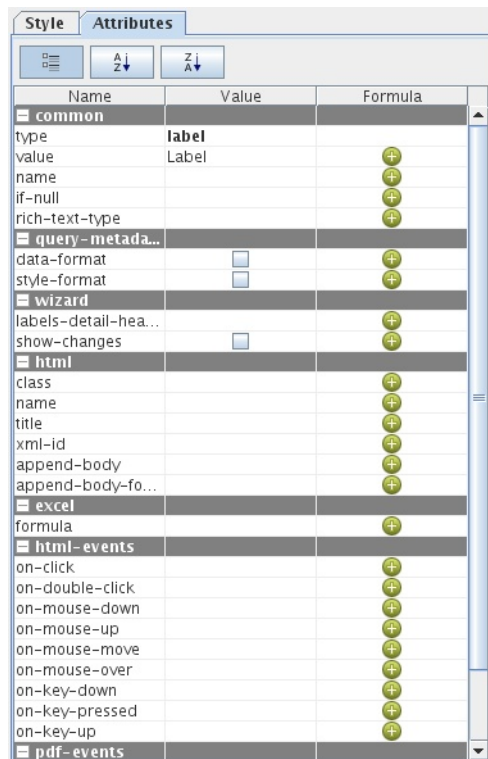 Style Attributes
A Z Z A
Name Value Formula
common
type label
value Label
name
if-null
rich-text-type
query-metada...
data-format
style-format
wizard
labels-detail-hea...
show-changes
html
class
name
title
xml-id
append-body
append-body-fo...
excel
formula
html-events
on-click
on-double-click
on-mouse-down
on-mouse-up
on-mouse-move
on-mouse-over
on-key-down
on-key-pressed
on-key-up
pdf-events